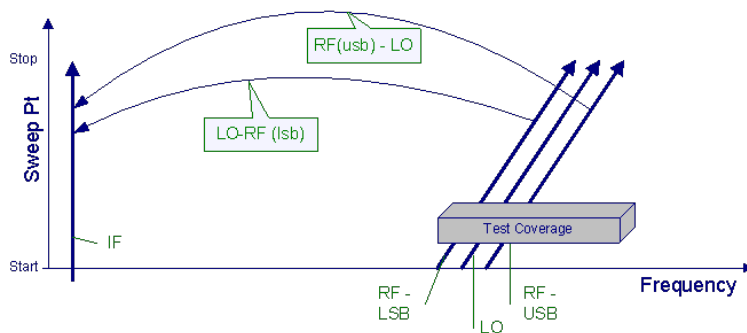 RF(usb) - LO
Stop
LO-RF (lsb)
Sweep Pt
Test Coverage
IF
Start
Frequency
RF -
LSB
LO
RF -
USB